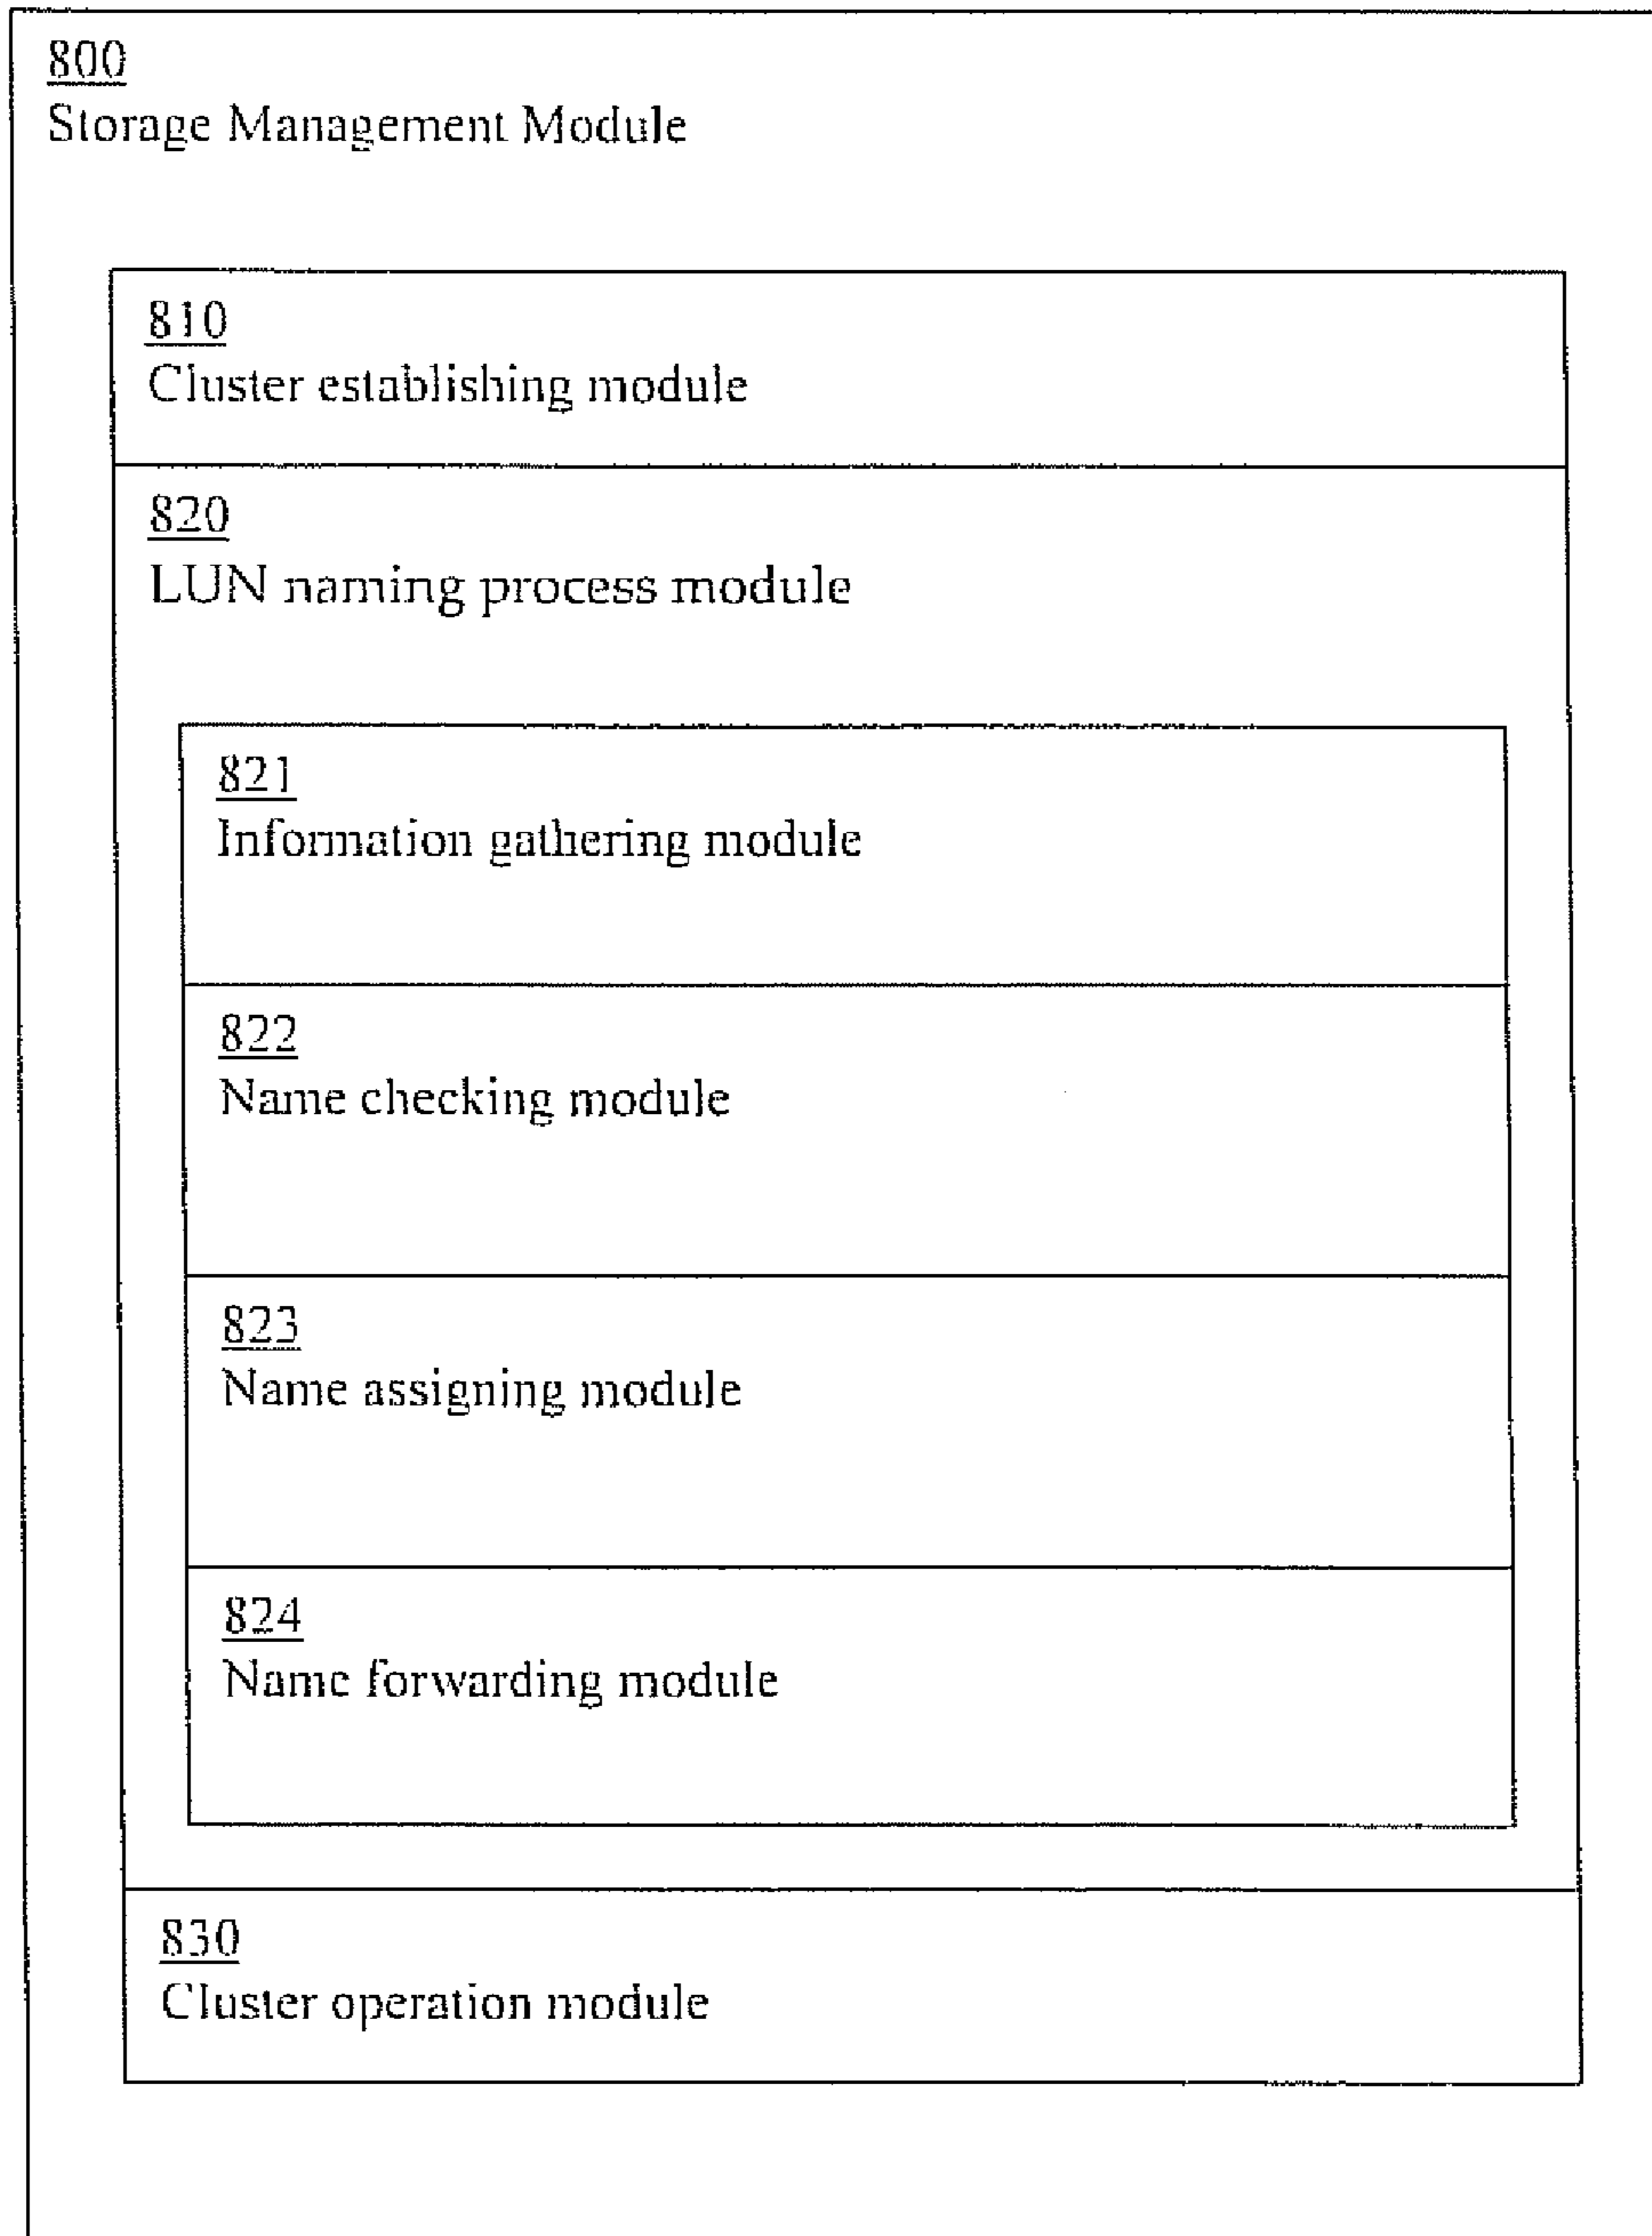 800
Storage Management Module
810
Cluster establishing module
820
LUN naming process module
821
Information gathering module
822
Name checking module
823
Name assigning module
824
Name forwarding module
830
Cluster operation module